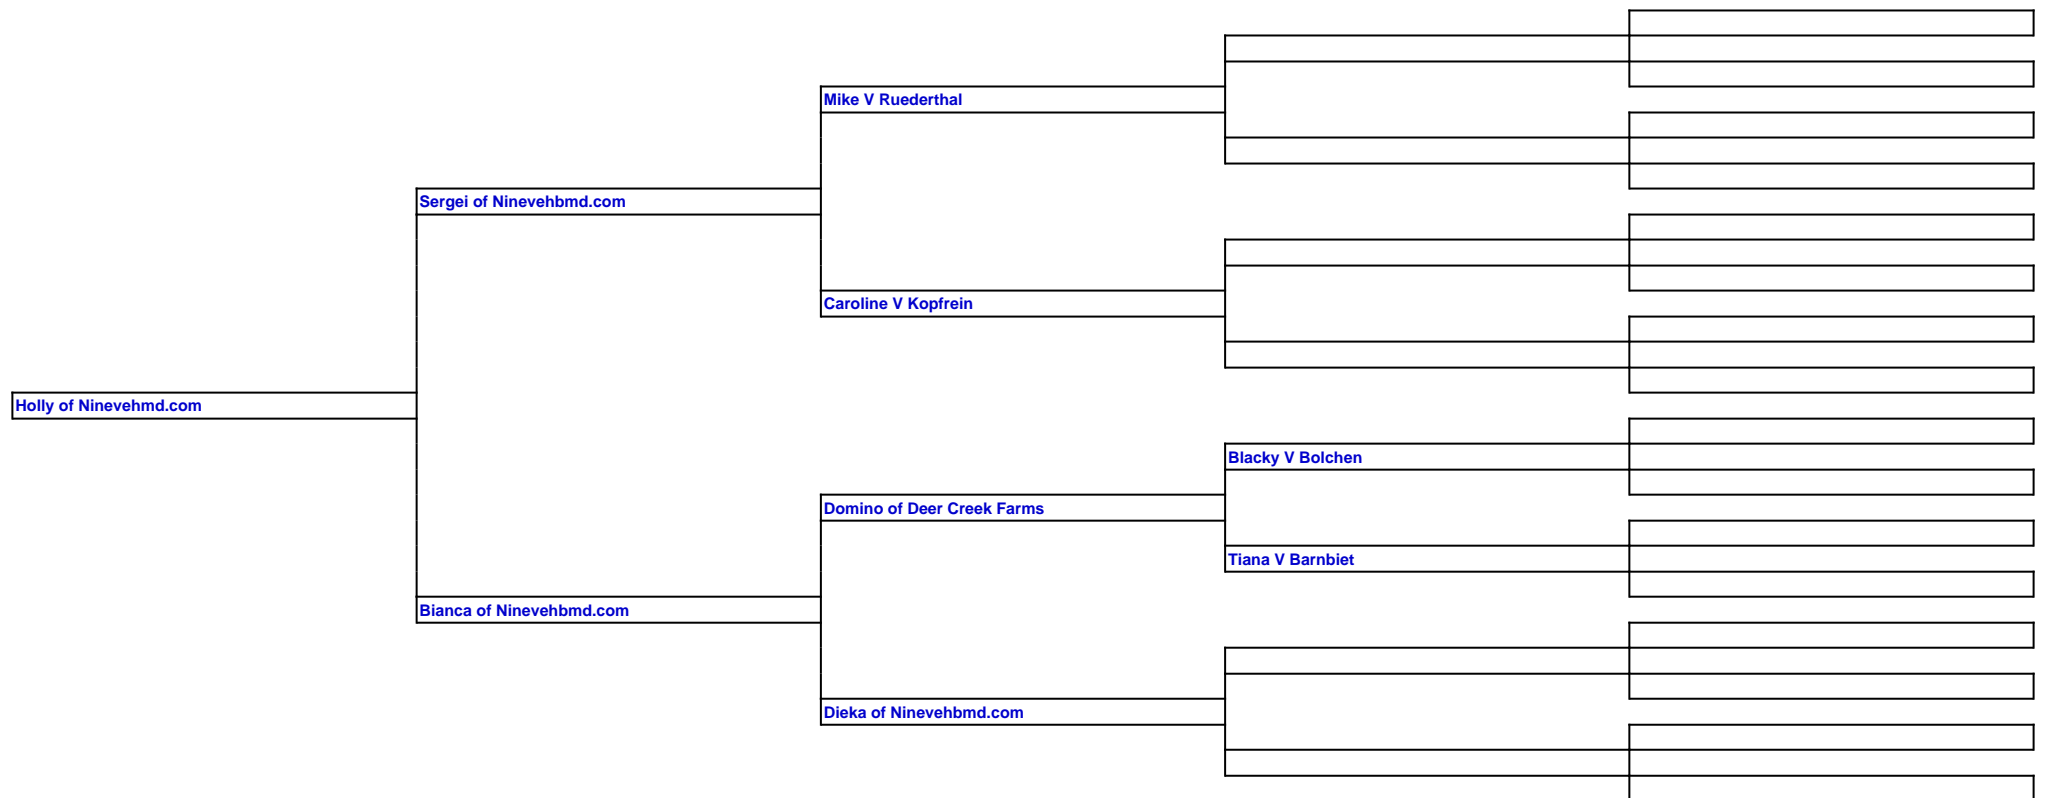 Mike V Ruederthal
Sergei of Ninevehbmd.com
Caroline V Kopfrein
Holly of Ninevehmd.com
Blacky V Bolchen
Domino of Deer Creek Farms
Tiana V Barnbiet
Bianca of Ninevehbmd.com
Dieka of Ninevehbmd.com